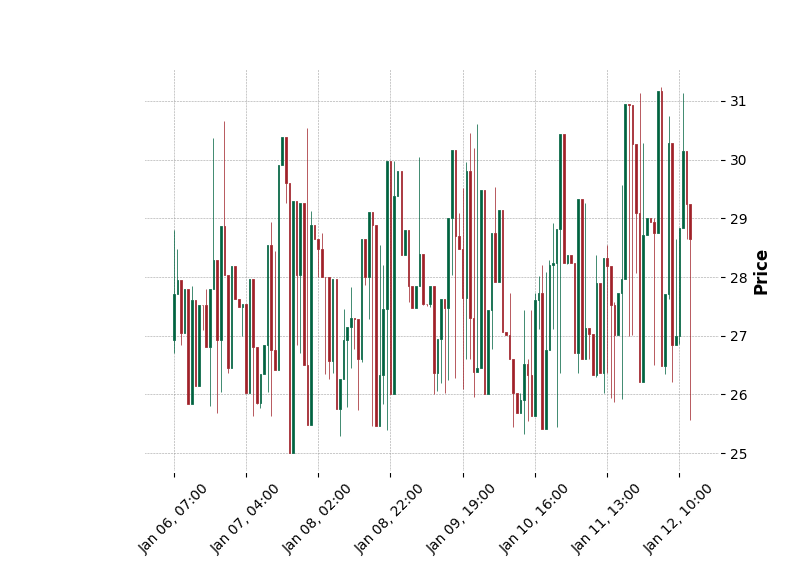 31
30
29
28
27
26
25
Price
Jan 06, 07:00
Jan 07, 04:00
Jan 08, 02:00
Jan 08, 22:00
Jan 09, 19:00
Jan 10, 16:00
Jan 11, 13:00
Jan 12, 10:00